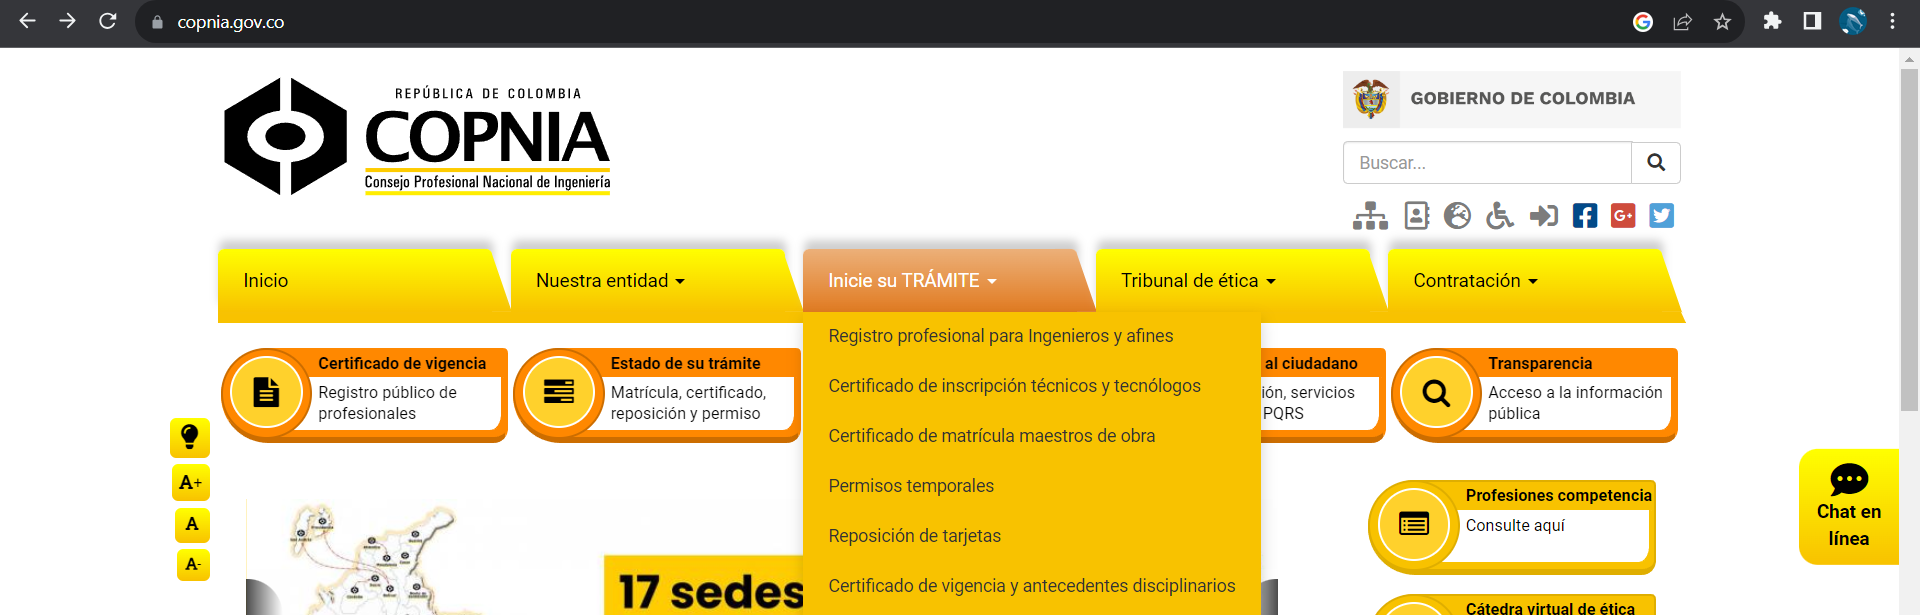 copnia.gov.co
REPÚBLICA DE COLOMBIA
COPNIA
Consejo Profesional Nacional de Ingeniería
GOBIERNO DE COLOMBIA
Buscar...
G+
Inicio
Nuestra entidad
Inicie su TRÁMITE
Tribunal de ética
Contratación
Registro profesional para Ingenieros y afines
Certificado de inscripción técnicos y tecnólogos
Certificado de matrícula maestros de obra
Permisos temporales
Reposición de tarjetas
Certificado de vigencia y antecedentes disciplinarios
Certificado de vigencia
Registro público de
profesionales
Estado de su trámite
Matrícula, certificado,
reposición y permiso
al ciudadano
ión, servicios
PQRS
Transparencia
Acceso a la información
pública
A+
A
A-
17 sedes
Profesiones competencia
Consulte aquí
Cátedra virtual de ética
Chat en
línea